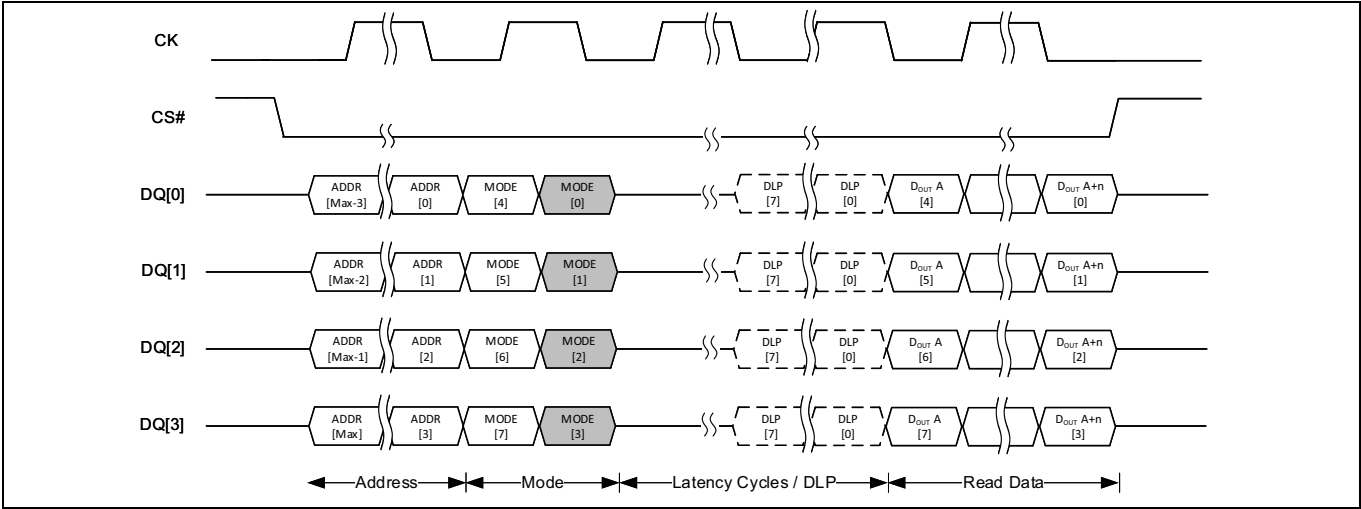 CK
CS#
DQ[0] ADDR [Max-3] ADDR [0] MODE [4] MODE [0] DLP [7] DLP [0] DOUT A [4] DOUT A+n [0]
DQ[1] ADDR [Max-2] ADDR [1] MODE [5] MODE [1] DLP [7] DLP [0] DOUT A [5] DOUT A+n [1]
DQ[2] ADDR [Max-1] ADDR [2] MODE [6] MODE [2] DLP [7] DLP [0] DOUT A [6] DOUT A+n [2]
DQ[3] ADDR [Max] ADDR [3] MODE [7] MODE [3] DLP [7] DLP [0] DOUT A [7] DOUT A+n [3]
Address Mode Latency Cycles / DLP Read Data